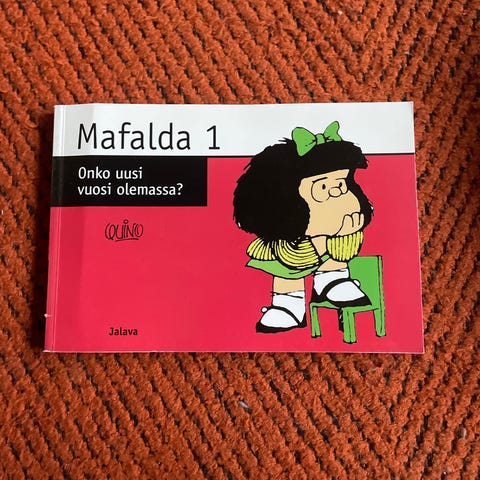 Mafalda 1
Onko uusi
vuosi olemassa?
QUINO
Jalava